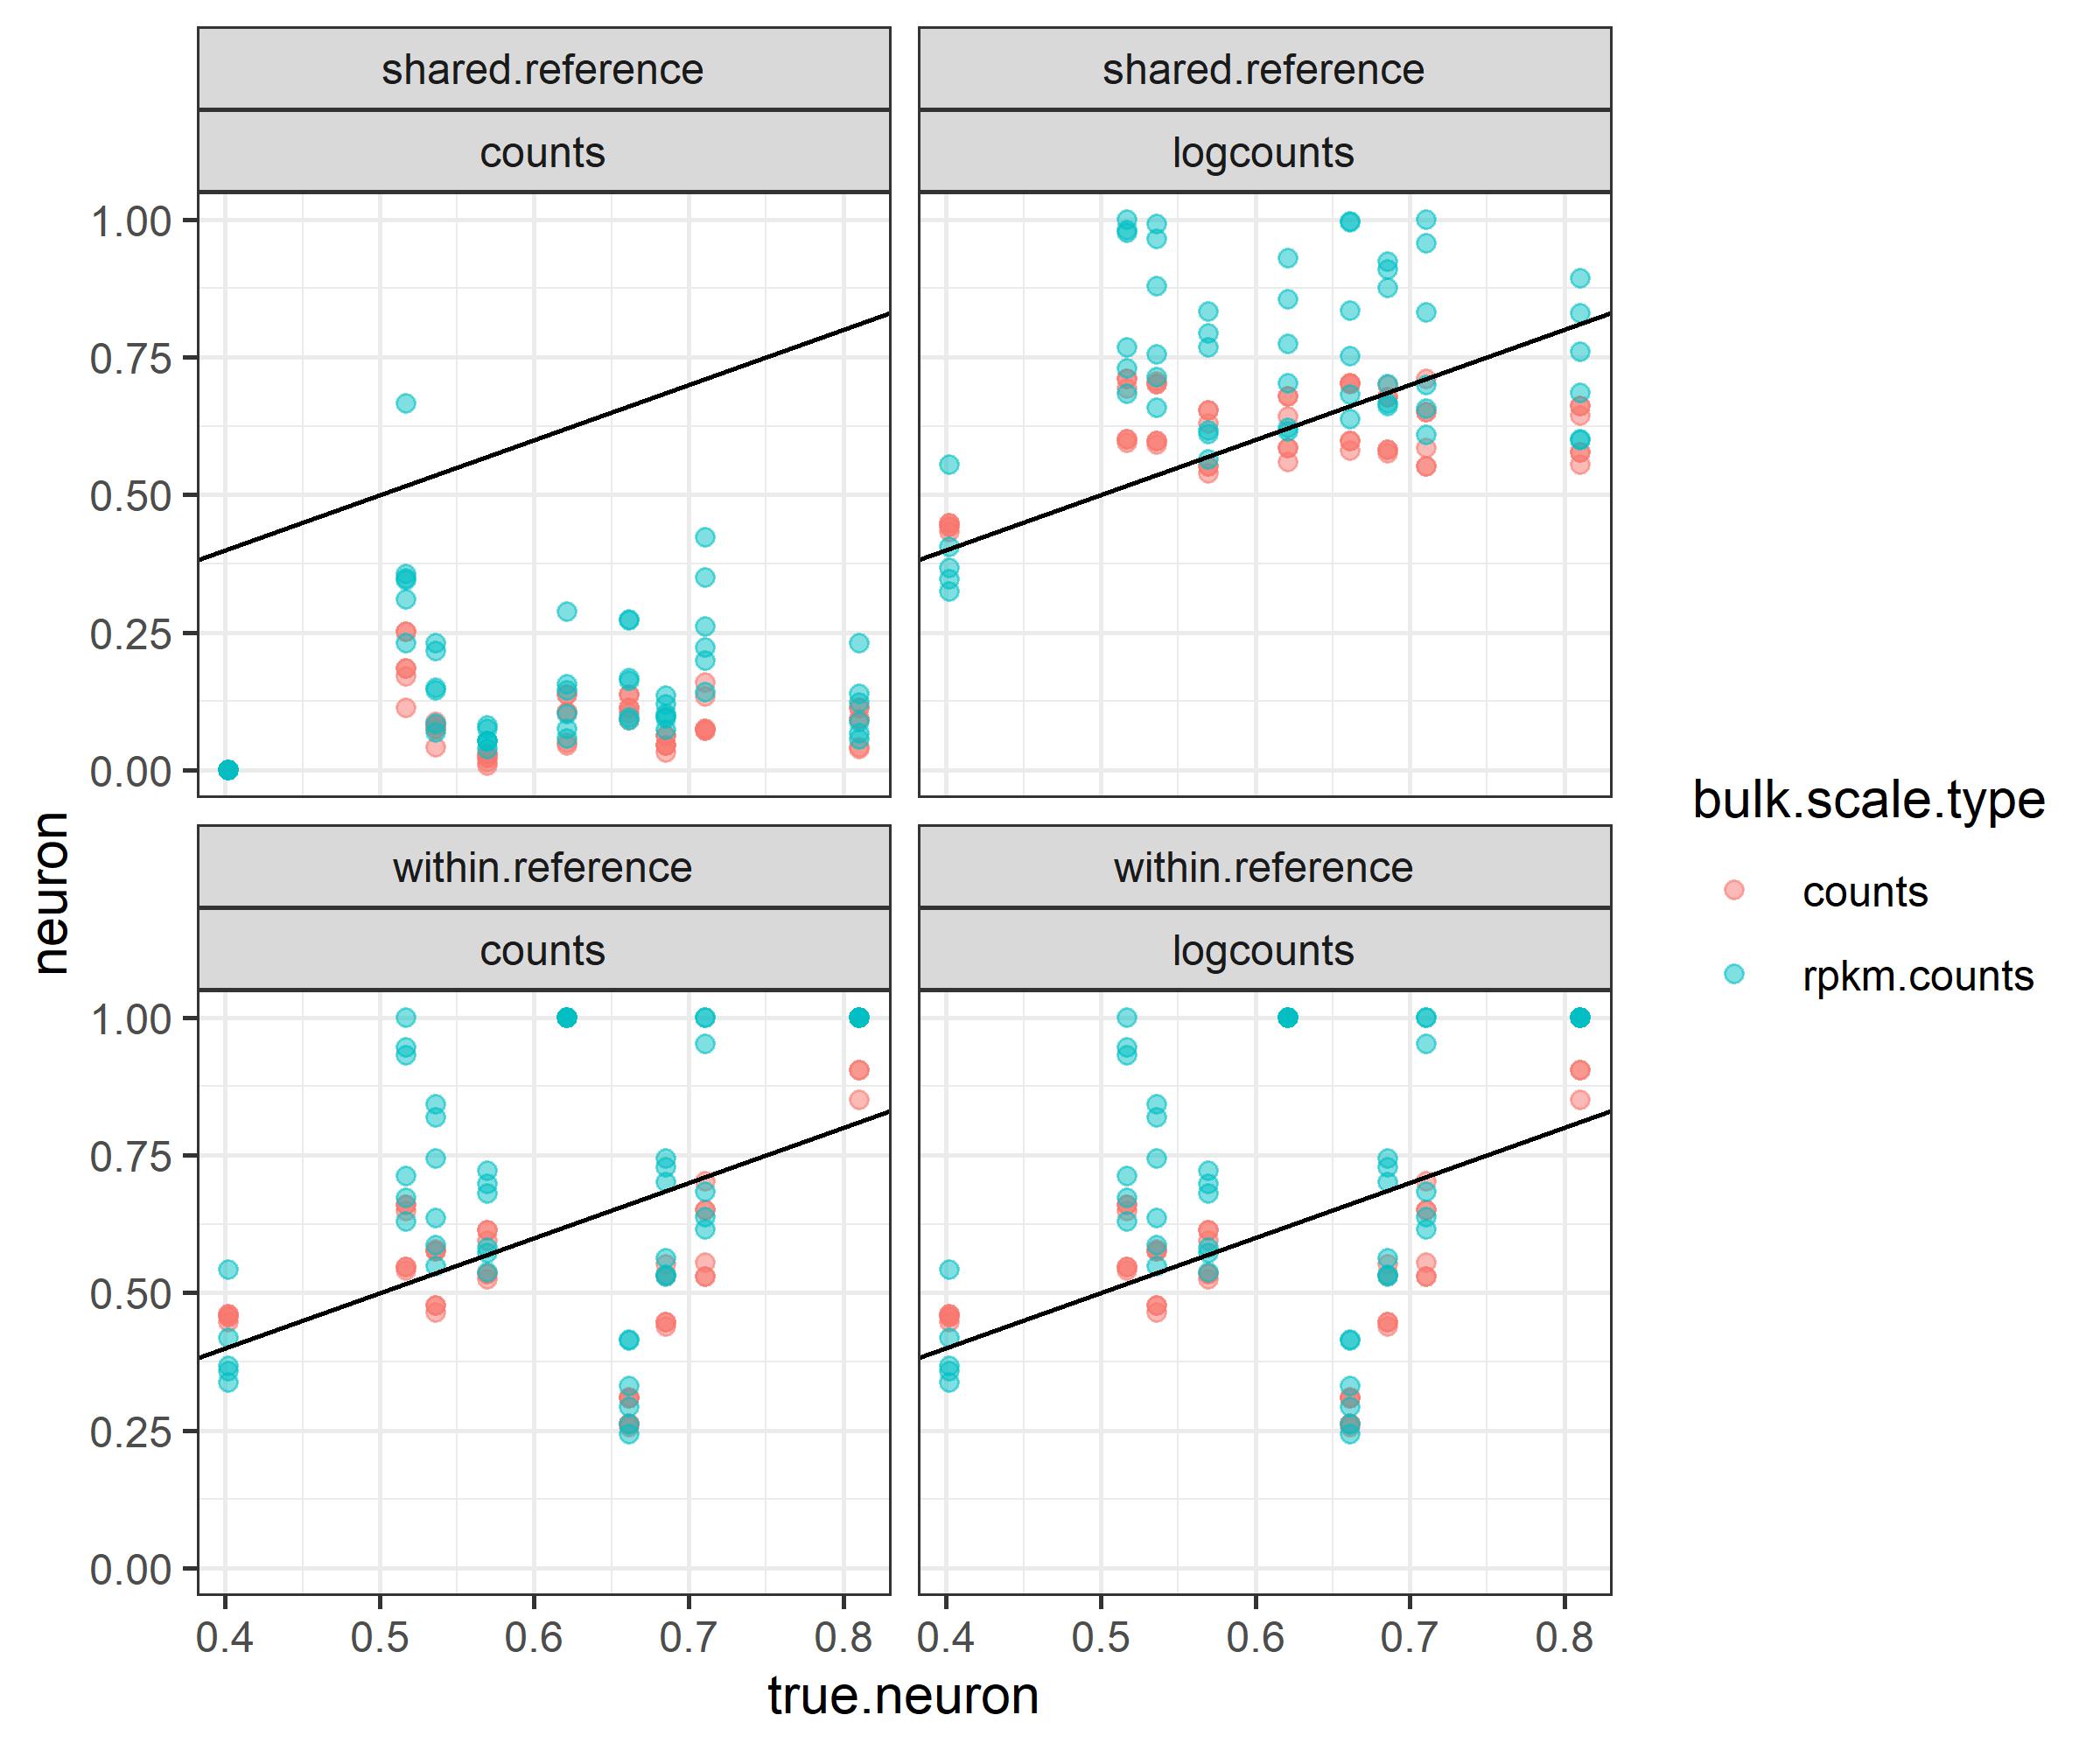 shared.reference
shared.reference
counts
logcounts
1.00
0.75
0.50
0.25
0.00
within.reference
within.reference
counts
logcounts
1.00
0.75
0.50
0.25
0.00
0.4 0.5 0.6 0.7 0.8
0.4 0.5 0.6 0.7 0.8
true.neuron
neuron
bulk.scale.type
counts
rpkm.counts